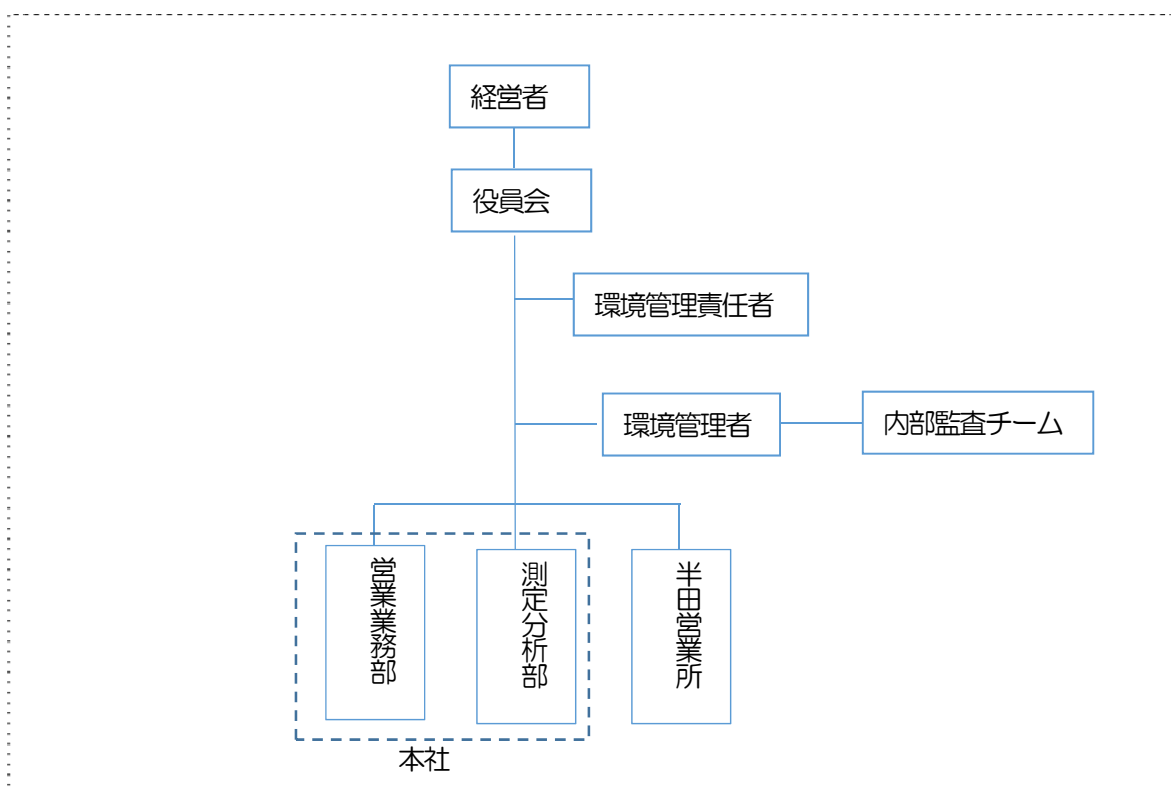 経営者
役員会
環境管理責任者
環境管理者
内部監査チーム
営業業務部
測定分析部
半田営業所
本社